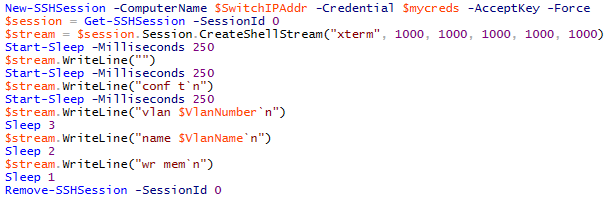 New-SSHSession -ComputerName $SwitchIPAddr -Credential $mycreds -AcceptKey -Force
$session = Get-SSHSession -SessionId 0
$stream = $session.Session.CreateShellStream("xterm", 1000, 1000, 1000, 1000, 1000)
Start-Sleep -Milliseconds 250
$stream.WriteLine("")
Start-Sleep -Milliseconds 250
$stream.WriteLine("conf t`n")
Start-Sleep -Milliseconds 250
$stream.WriteLine("vlan $VlanNumber`n")
Sleep 3
$stream.WriteLine("name $VlanName`n")
Sleep 2
$stream.WriteLine("wr mem`n")
Sleep 1
Remove-SSHSession -SessionId 0